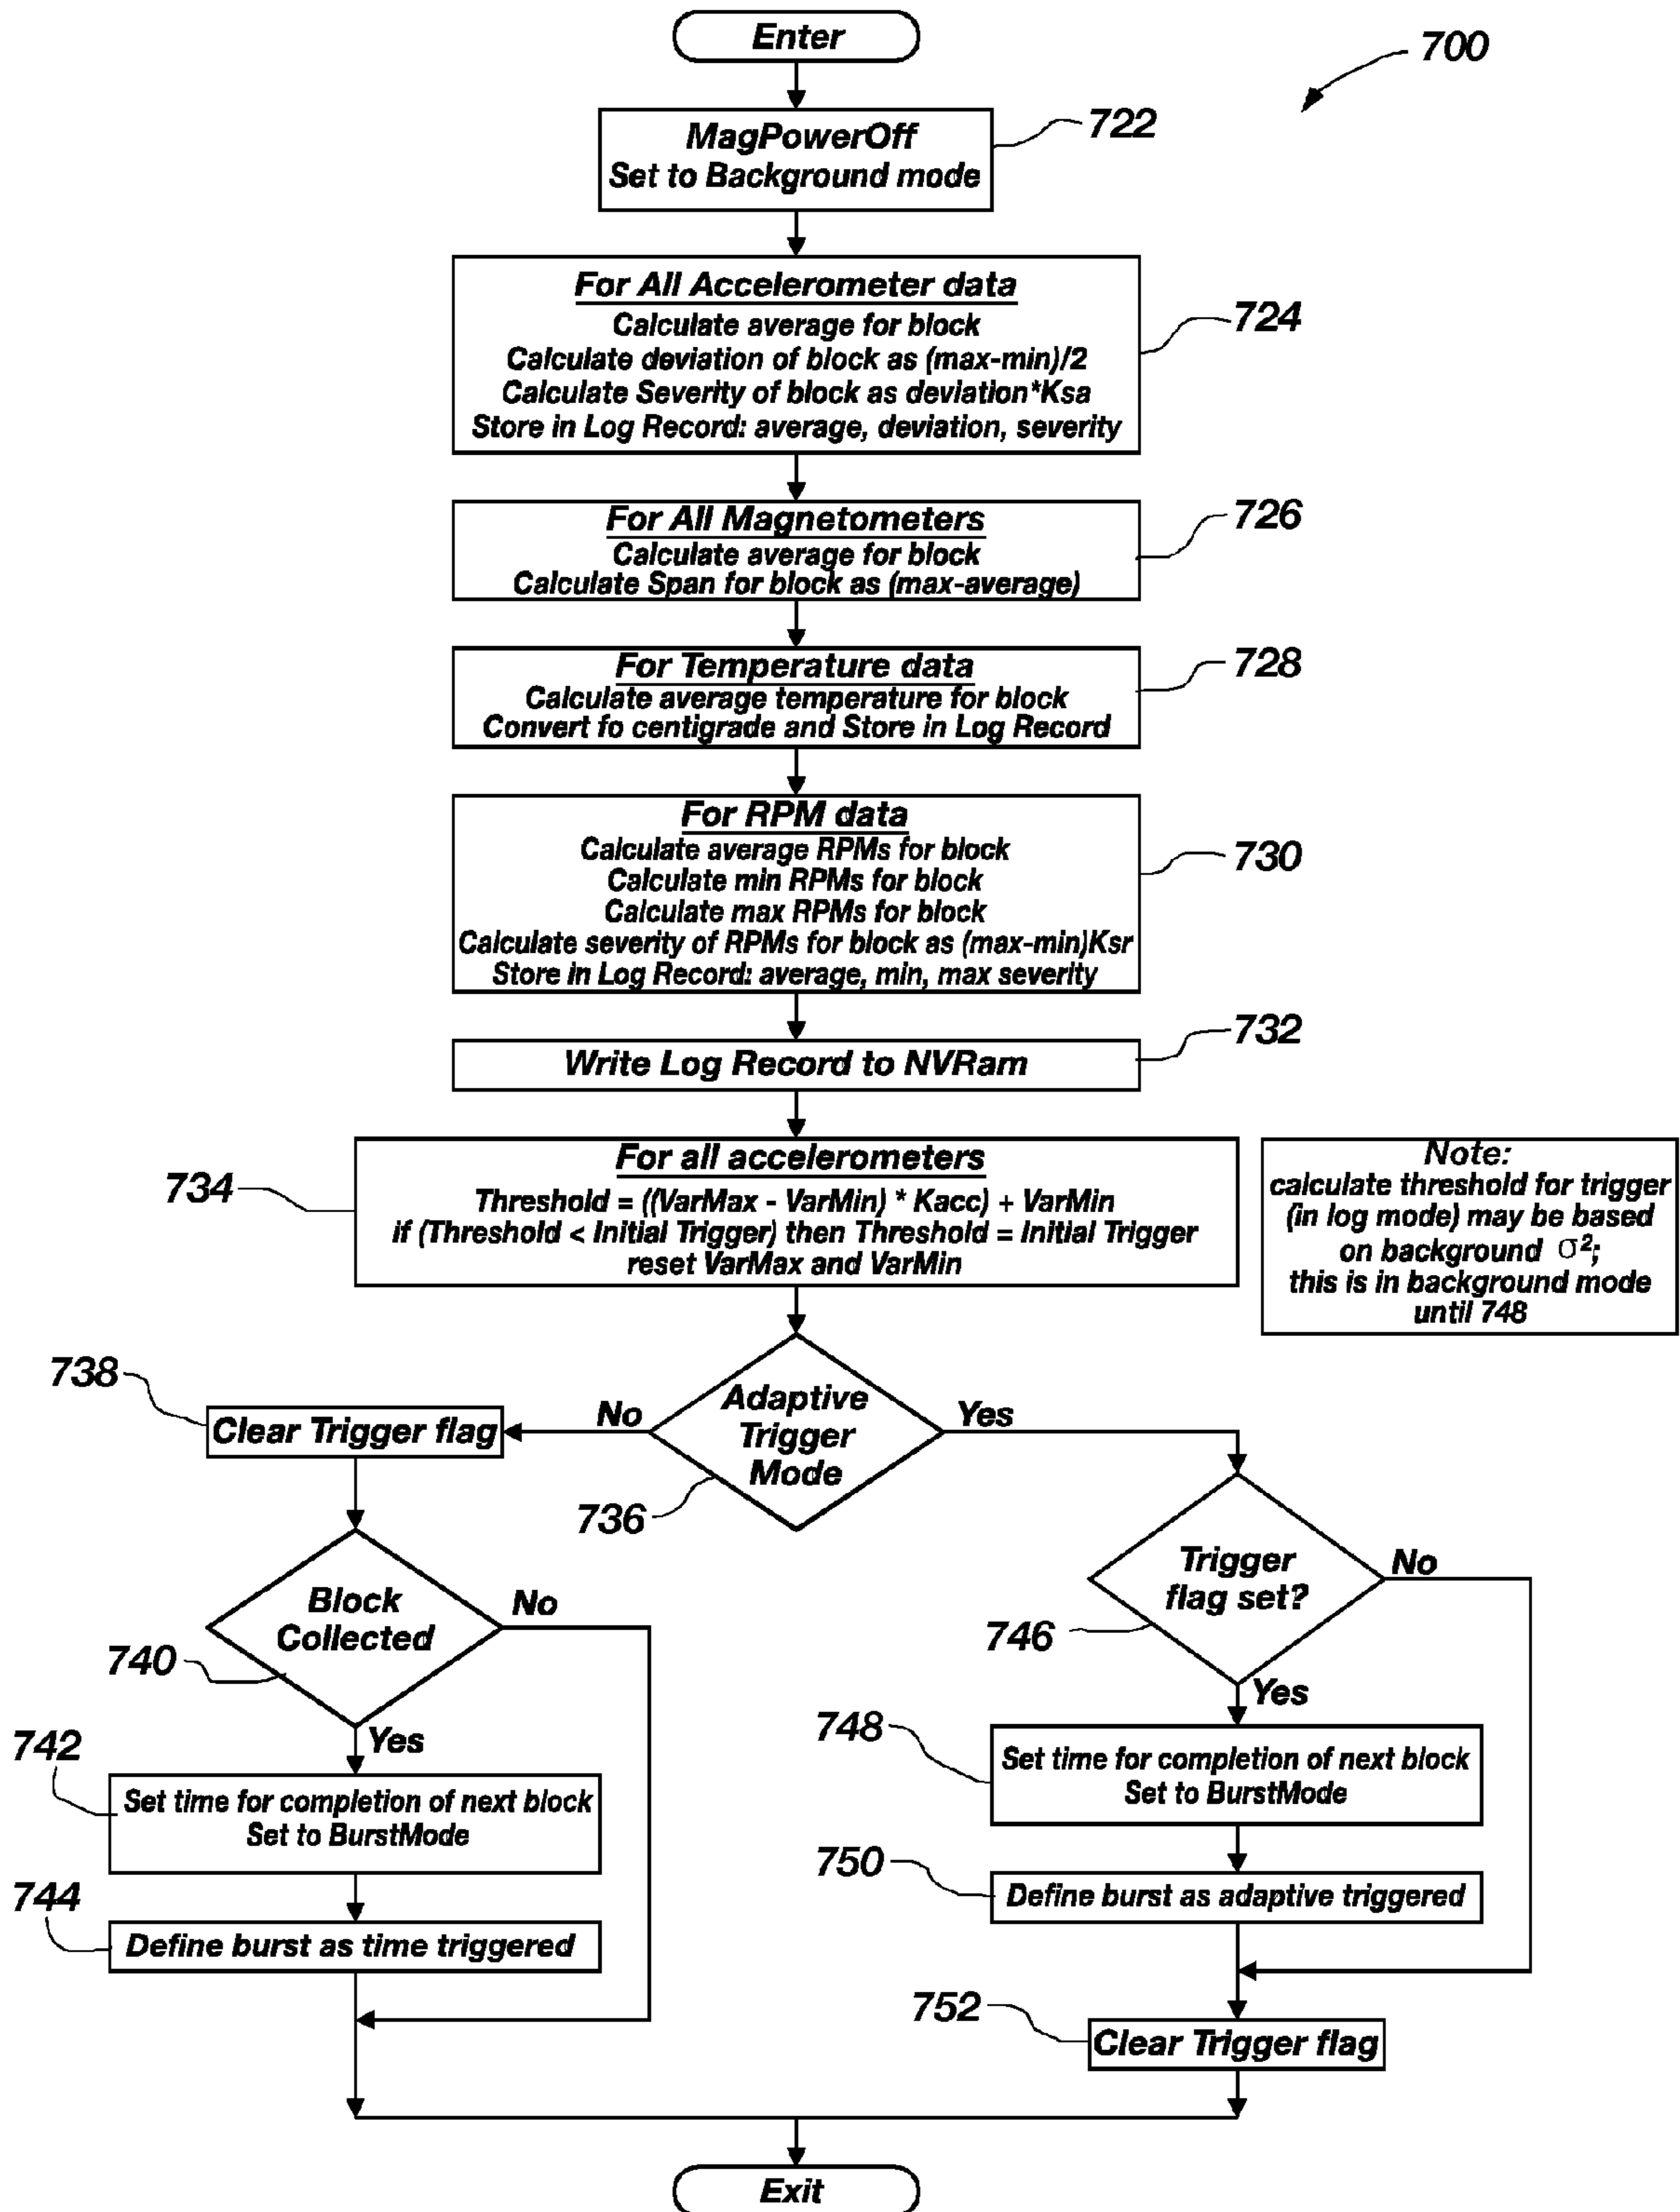 Enter
700
MagPowerOff
Set to Background mode
722
For All Accelerometer data
Calculate average for block
Calculate deviation of block as (max-min)/2
Calculate Severity of block as deviation*Ksa
Store in Log Record: average, deviation, severity
724
For All Magnetometers
Calculate average for block
Calculate Span for block as (max-average)
726
For Temperature data
Calculate average temperature for block
Convert fo centigrade and Store in Log Record
728
For RPM data
Calculate average RPMs for block
Calculate min RPMs for block
Calculate max RPMs for block
Calculate severity of RPMs for block as (max-min)Ksr
Store in Log Record: average, min, max severity
730
Write Log Record to NVRam
732
For all accelerometers
Threshold = ((VarMax - VarMin) * Kacc) + VarMin
if (Threshold < Initial Trigger) then Threshold = Initial Trigger
reset VarMax and VarMin
734
Note:
calculate threshold for trigger
(in log mode) may be based
on background σ²;
this is in background mode
until 748
Adaptive
Trigger
Mode
736
No
Yes
738
Clear Trigger flag
Block
Collected
740
No
Yes
742
Set time for completion of next block
Set to BurstMode
744
Define burst as time triggered
Trigger
flag set?
746
No
Yes
748
Set time for completion of next block
Set to BurstMode
750
Define burst as adaptive triggered
752
Clear Trigger flag
Exit